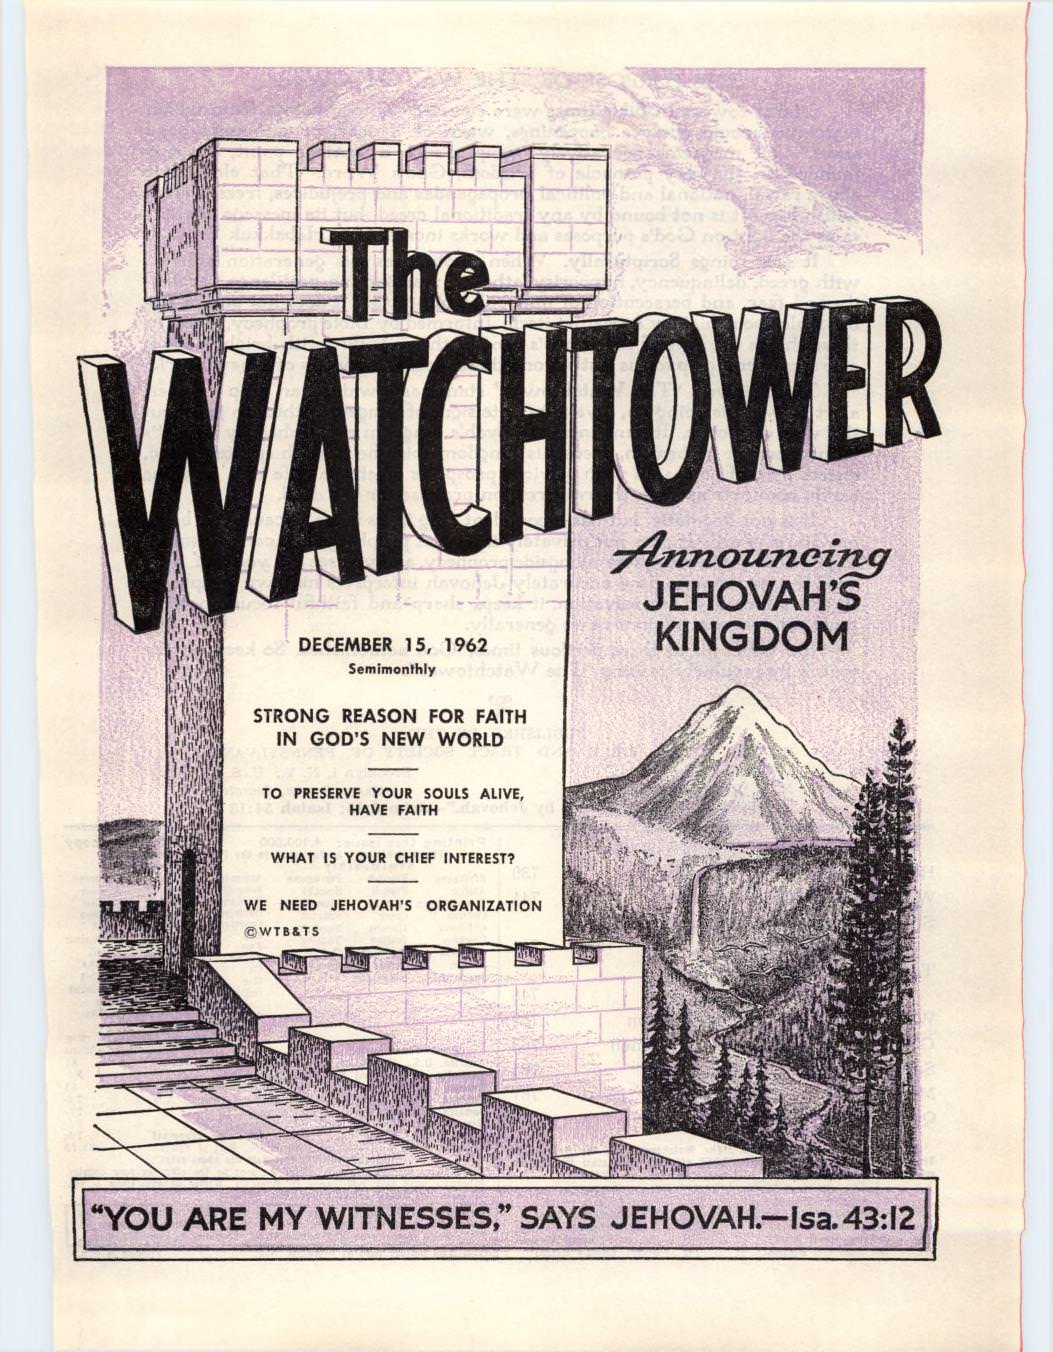 The
WATCHTOWER
Announcing
JEHOVAH'S
KINGDOM
DECEMBER 15, 1962
Semimonthly
STRONG REASON FOR FAITH
IN GOD'S NEW WORLD
TO PRESERVE YOUR SOULS ALIVE,
HAVE FAITH
WHAT IS YOUR CHIEF INTEREST?
WE NEED JEHOVAH'S ORGANIZATION
©WTB&TS
"YOU ARE MY WITNESSES," SAYS JEHOVAH.—Isa. 43:12